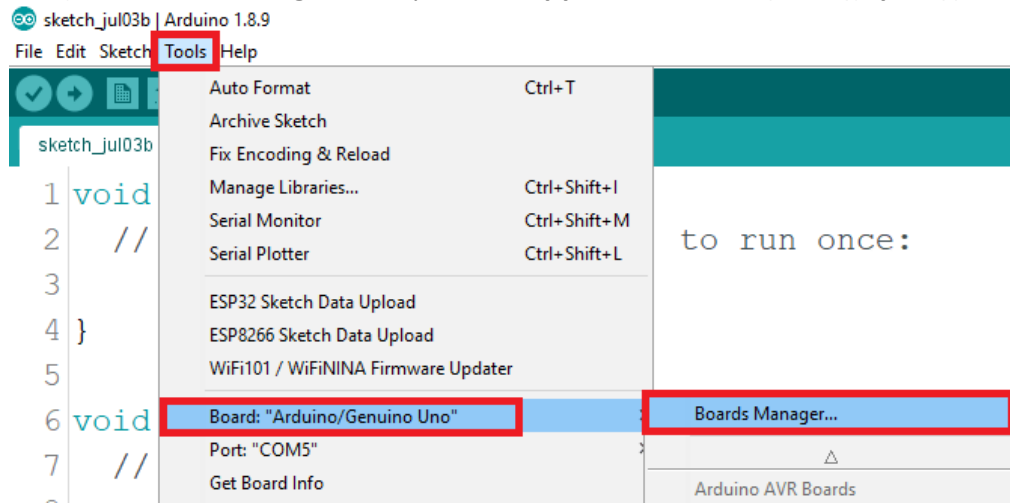 sketch_jul03b | Arduino 1.8.9
File Edit Sketch Tools Help
Auto Format Ctrl+T
Archive Sketch
sketch_jul03b
Fix Encoding & Reload
1 void
Manage Libraries... Ctrl+Shift+I
Serial Monitor Ctrl+Shift+M
2 // to run once:
Serial Plotter Ctrl+Shift+L
3
ESP32 Sketch Data Upload
4 }
ESP8266 Sketch Data Upload
WiFi101 / WiFiNINA Firmware Updater
5
6 void
Board: "Arduino/Genuino Uno"
Boards Manager...
Port: "COM5"
7 //
Get Board Info
Arduino AVR Boards